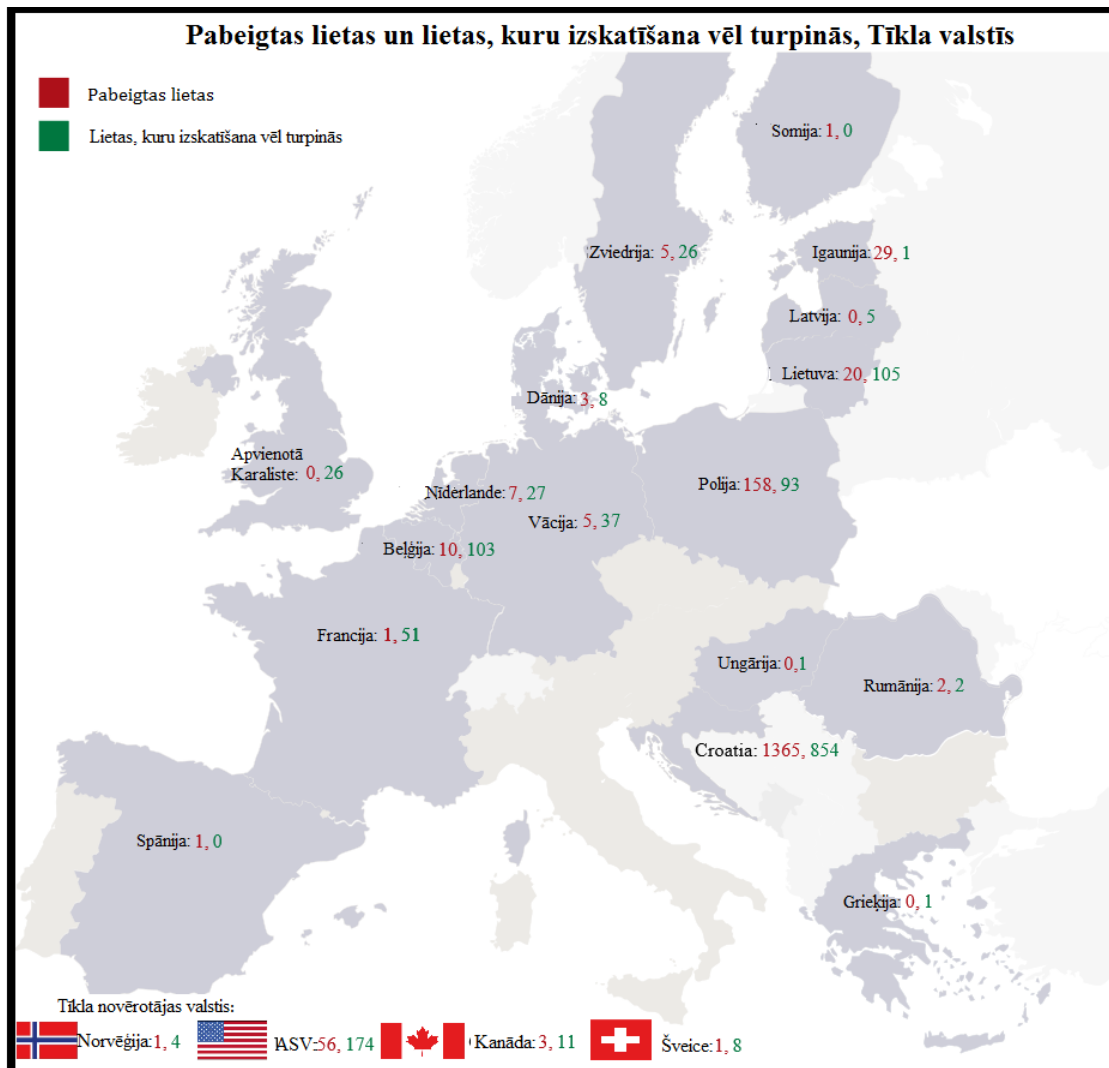 Pabeigtas lietas un lietas, kuru izskatīšana vēl turpinās, Tīkla valstīs
Pabeigtas lietas
Lietas, kuru izskatīšana vēl turpinās
Somija: 1, 0
Zviedrija: 5, 26
Igaunija: 29, 1
Latvija: 0, 5
Lietuva: 20, 105
Dānija: 3, 8
Apvienotā
Karaliste: 0, 26
Nīderlande: 7, 27
Polija: 158, 93
Vācija: 5, 37
Beļģija: 10, 103
Francija: 1, 51
Ungārija: 0,1
Rumānija: 2, 2
Croatia: 1365, 854
Spānija: 1, 0
Grieķija: 0, 1
Tīkla novērotājas valstis:
Norvēģija: 1, 4 ASV: 56, 174 Kanāda: 3, 11 Šveice: 1, 8